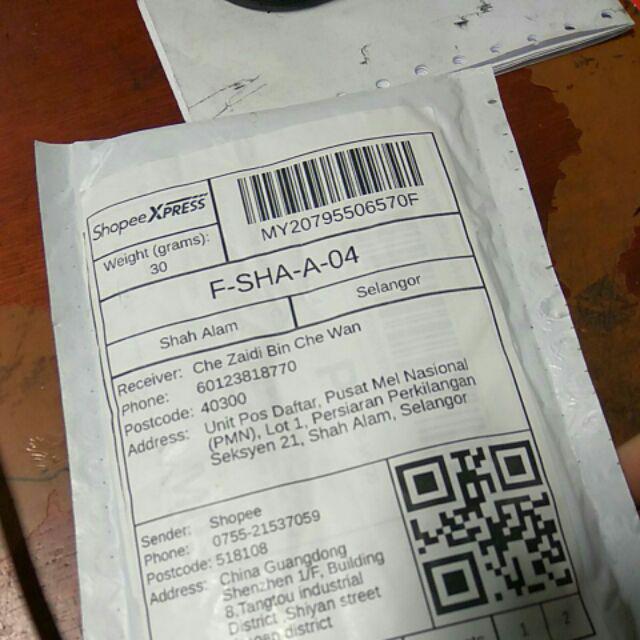 Shopee XPRESS
MY20795506570F
Weight (grams):
30
F-SHA-A-04
Shah Alam
Selangor
Receiver: Che Zaidi Bin Che Wan
Phone: 60123818770
Postcode: 40300
Address: Unit Pos Daftar, Pusat Mel Nasional
(PMN), Lot 1, Persiaran Perkilangan
Seksyen 21, Shah Alam, Selangor
Sender: Shopee
Phone: 0755-21537059
Postcode: 518108
Address: China Guangdong
Shenzhen 1/F, Building
8,Tangtou industrial
District, Shiyan street
district
1 2